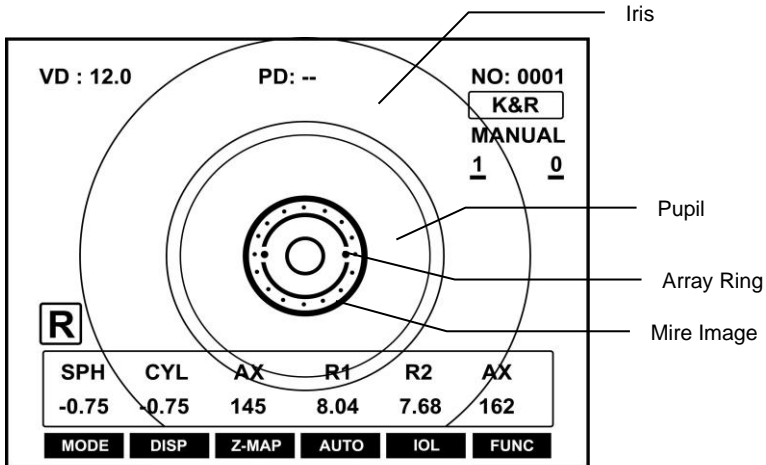 Iris
VD : 12.0 PD: -- NO: 0001
K&R
MANUAL
1 0
Pupil
Array Ring
Mire Image
R
SPH CYL AX R1 R2 AX
-0.75 -0.75 145 8.04 7.68 162
MODE DISP Z-MAP AUTO IOL FUNC